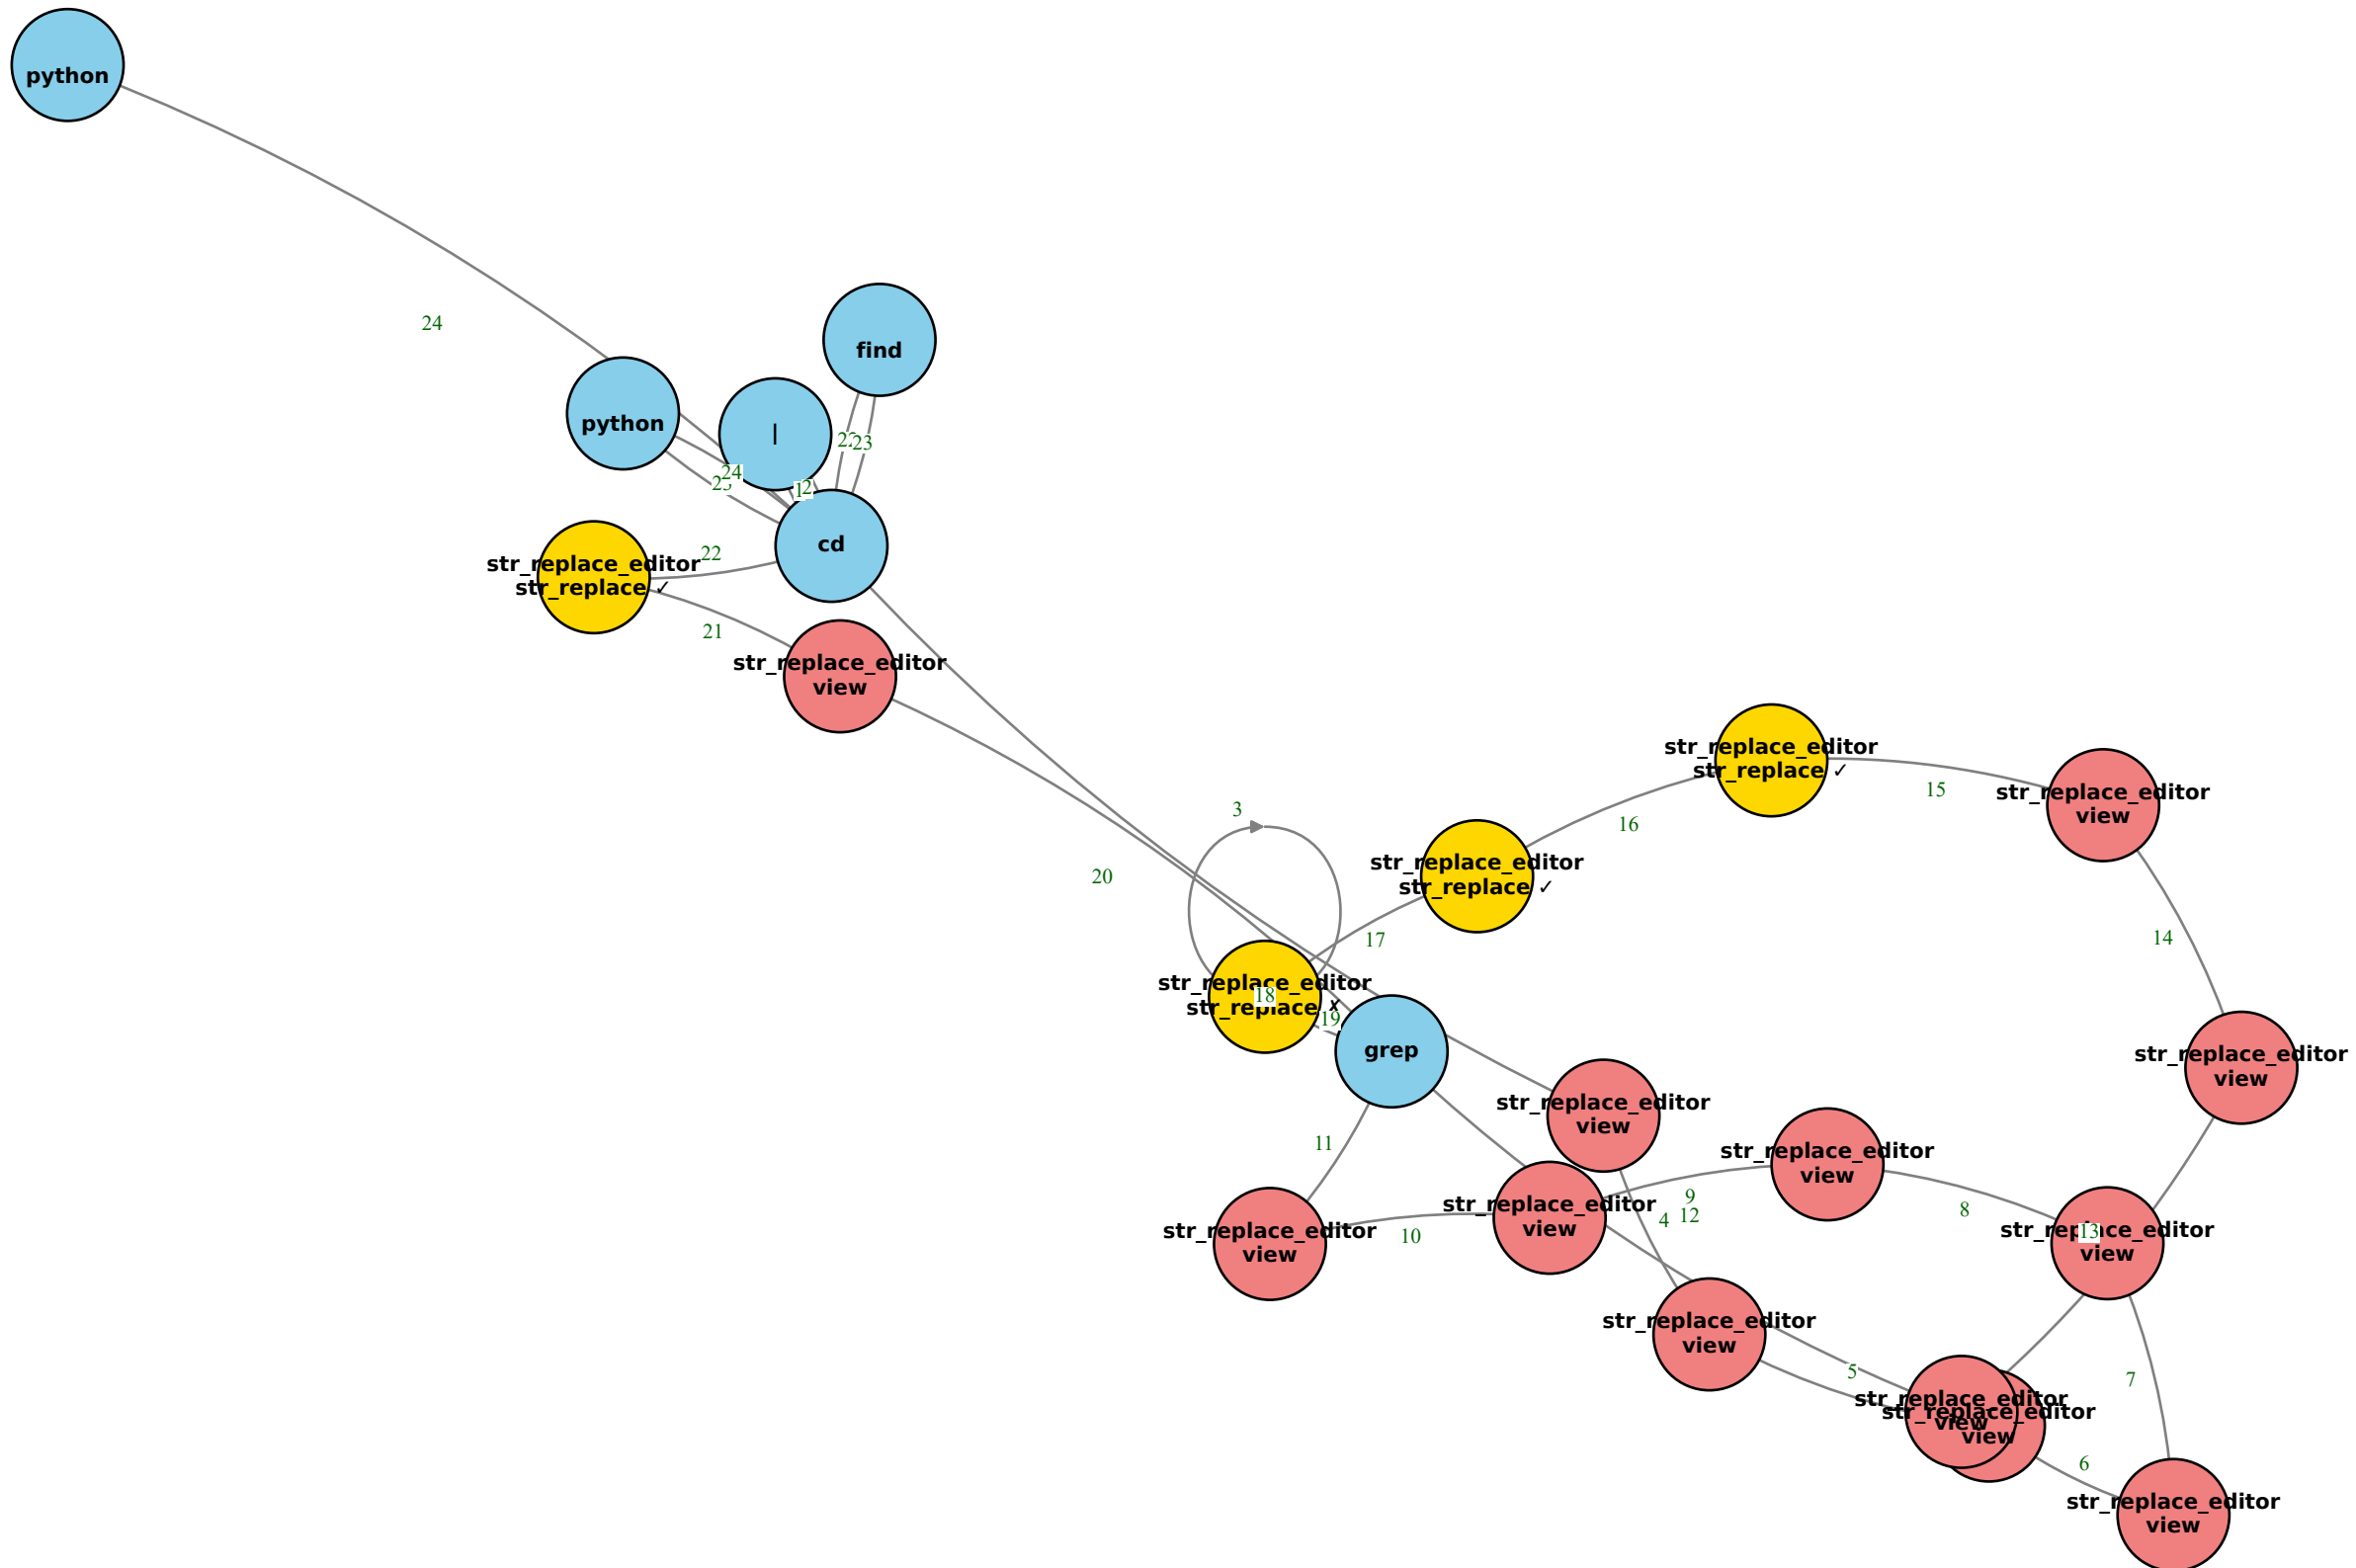 python
24
find
python
|
22
23
24
23
1
2
cd
str_replace_editor
str_replace ✓
22
21
str_replace_editor
view
str_replace_editor
str_replace ✓
15
str_replace_editor
view
3
16
str_replace_editor
str_replace ✓
20
17
14
str_replace_editor
str_replace ✗
18
19
grep
str_replace_editor
view
str_replace_editor
view
11
str_replace_editor
view
9
4
12
8
str_replace_editor
view
str_replace_editor
view
10
str_replace_editor
view
13
str_replace_editor
view
5
7
str_replace_editor
view
str_replace_editor
view
6
str_replace_editor
view